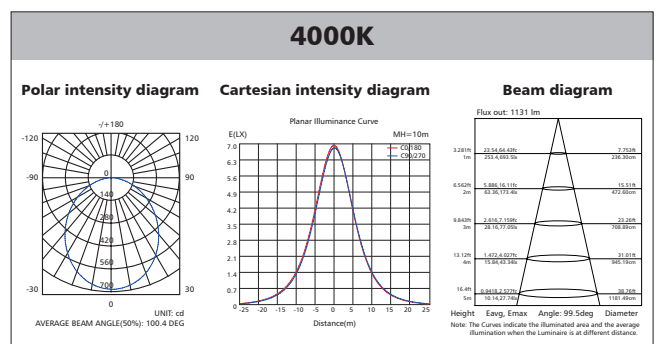 4000K
Polar intensity diagram
Cartesian intensity diagram
Beam diagram
-/+180
-120
120
-90
90
-30
30
0
0
140
280
420
560
700
UNIT: cd
AVERAGE BEAM ANGLE(50%): 100.4 DEG
Planar Illuminance Curve
E(LX)
MH=10m
C0/180
C90/270
7.0
6.3
5.6
4.9
4.2
3.5
2.8
2.1
1.4
0.7
0
-25 -20 -15 -10 -5 0 5 10 15 20 25
Distance(m)
Flux out: 1131 lm
3.281ft 23.54,64.43fc 7.752ft
1m 253.4,693.5lx 236.30cm
6.562ft 5.886,16.11fc 15.51ft
2m 63.36,173.4lx 472.60cm
9.843ft 2.616,7.159fc 23.26ft
3m 28.16,77.05lx 708.89cm
13.12ft 1.472,4.027fc 31.01ft
4m 15.84,43.34lx 945.19cm
16.4ft 0.9418,2.577fc 38.76ft
5m 10.14,27.74lx 1181.49cm
Height Eavg, Emax Angle: 99.5deg Diameter
Note: The Curves indicate the illuminated area and the average
illumination when the Luminaire is at different distance.